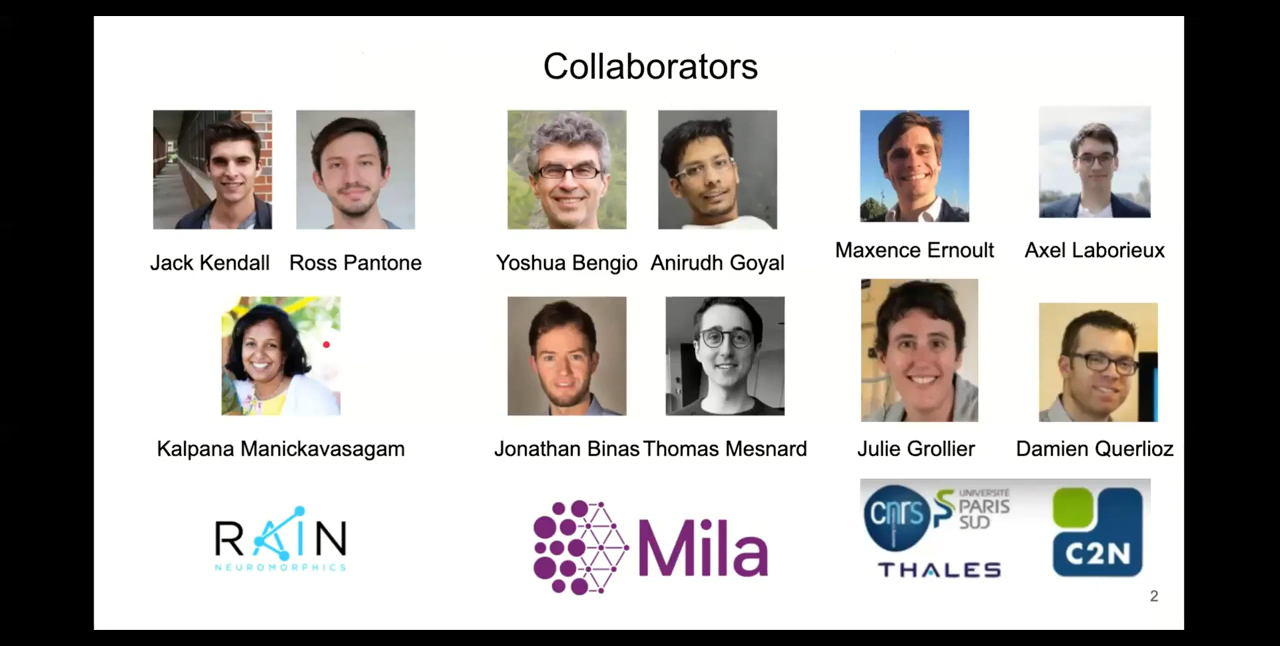 Collaborators
Jack Kendall
Ross Pantone
Yoshua Bengio
Anirudh Goyal
Maxence Ernoult
Axel Laborieux
Kalpana Manickavasagam
Jonathan Binas
Thomas Mesnard
Julie Grollier
Damien Querlioz
RAIN
NEUROMORPHICS
Mila
cnrs
UNIVERSITÉ
PARIS
SUD
THALES
C2N
2